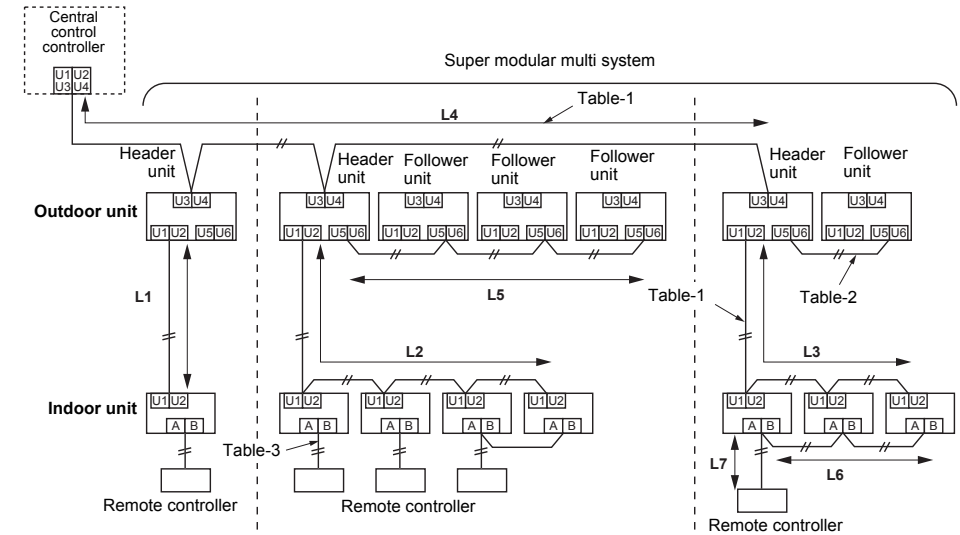 Central
control
controller
U1 U2
U3 U4
Super modular multi system
Table-1
L4
Header
unit
Header
unit
Follower
unit
Follower
unit
Follower
unit
Header
unit
Follower
unit
Outdoor unit
U3 U4
U3 U4
U3 U4
U3 U4
U3 U4
U3 U4
U3 U4
U1 U2 U5 U6
U1 U2 U5 U6
U1 U2 U5 U6
U1 U2 U5 U6
U1 U2 U5 U6
U1 U2 U5 U6
U1 U2 U5 U6
L1
L5
Table-1
Table-2
L2
L3
Indoor unit
U1 U2
U1 U2
U1 U2
U1 U2
U1 U2
U1 U2
U1 U2
U1 U2
A B
A B
A B
A B
A B
A B
A B
A B
Table-3
L7
L6
Remote controller
Remote controller
Remote controller